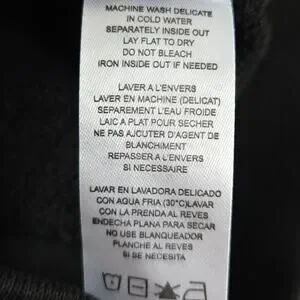 MACHINE WASH DELICATE
IN COLD WATER
SEPARATELY INSIDE OUT
LAY FLAT TO DRY
DO NOT BLEACH
IRON INSIDE OUT IF NEEDED
LAVER A L'ENVERS
LAVER EN MACHINE (DELICAT)
SEPAREMENT L'EAU FROIDE
LAIC A PLAT POUR SECHER
NE PAS AJCUTER D'AGENT DE
BLANCHIMENT
REPASSER A L'ENVERS
SI NECESSAIRE
LAVAR EN LAVADORA DELICADO
CON AQUA FRIA (30°C)LAVAR
CON LA PRENDA AL REVES
ENDECHA PLANA PARA SECAR
NO USE BLANQUEADOR
PLANCHE AL REVES
SI SE NECESITA